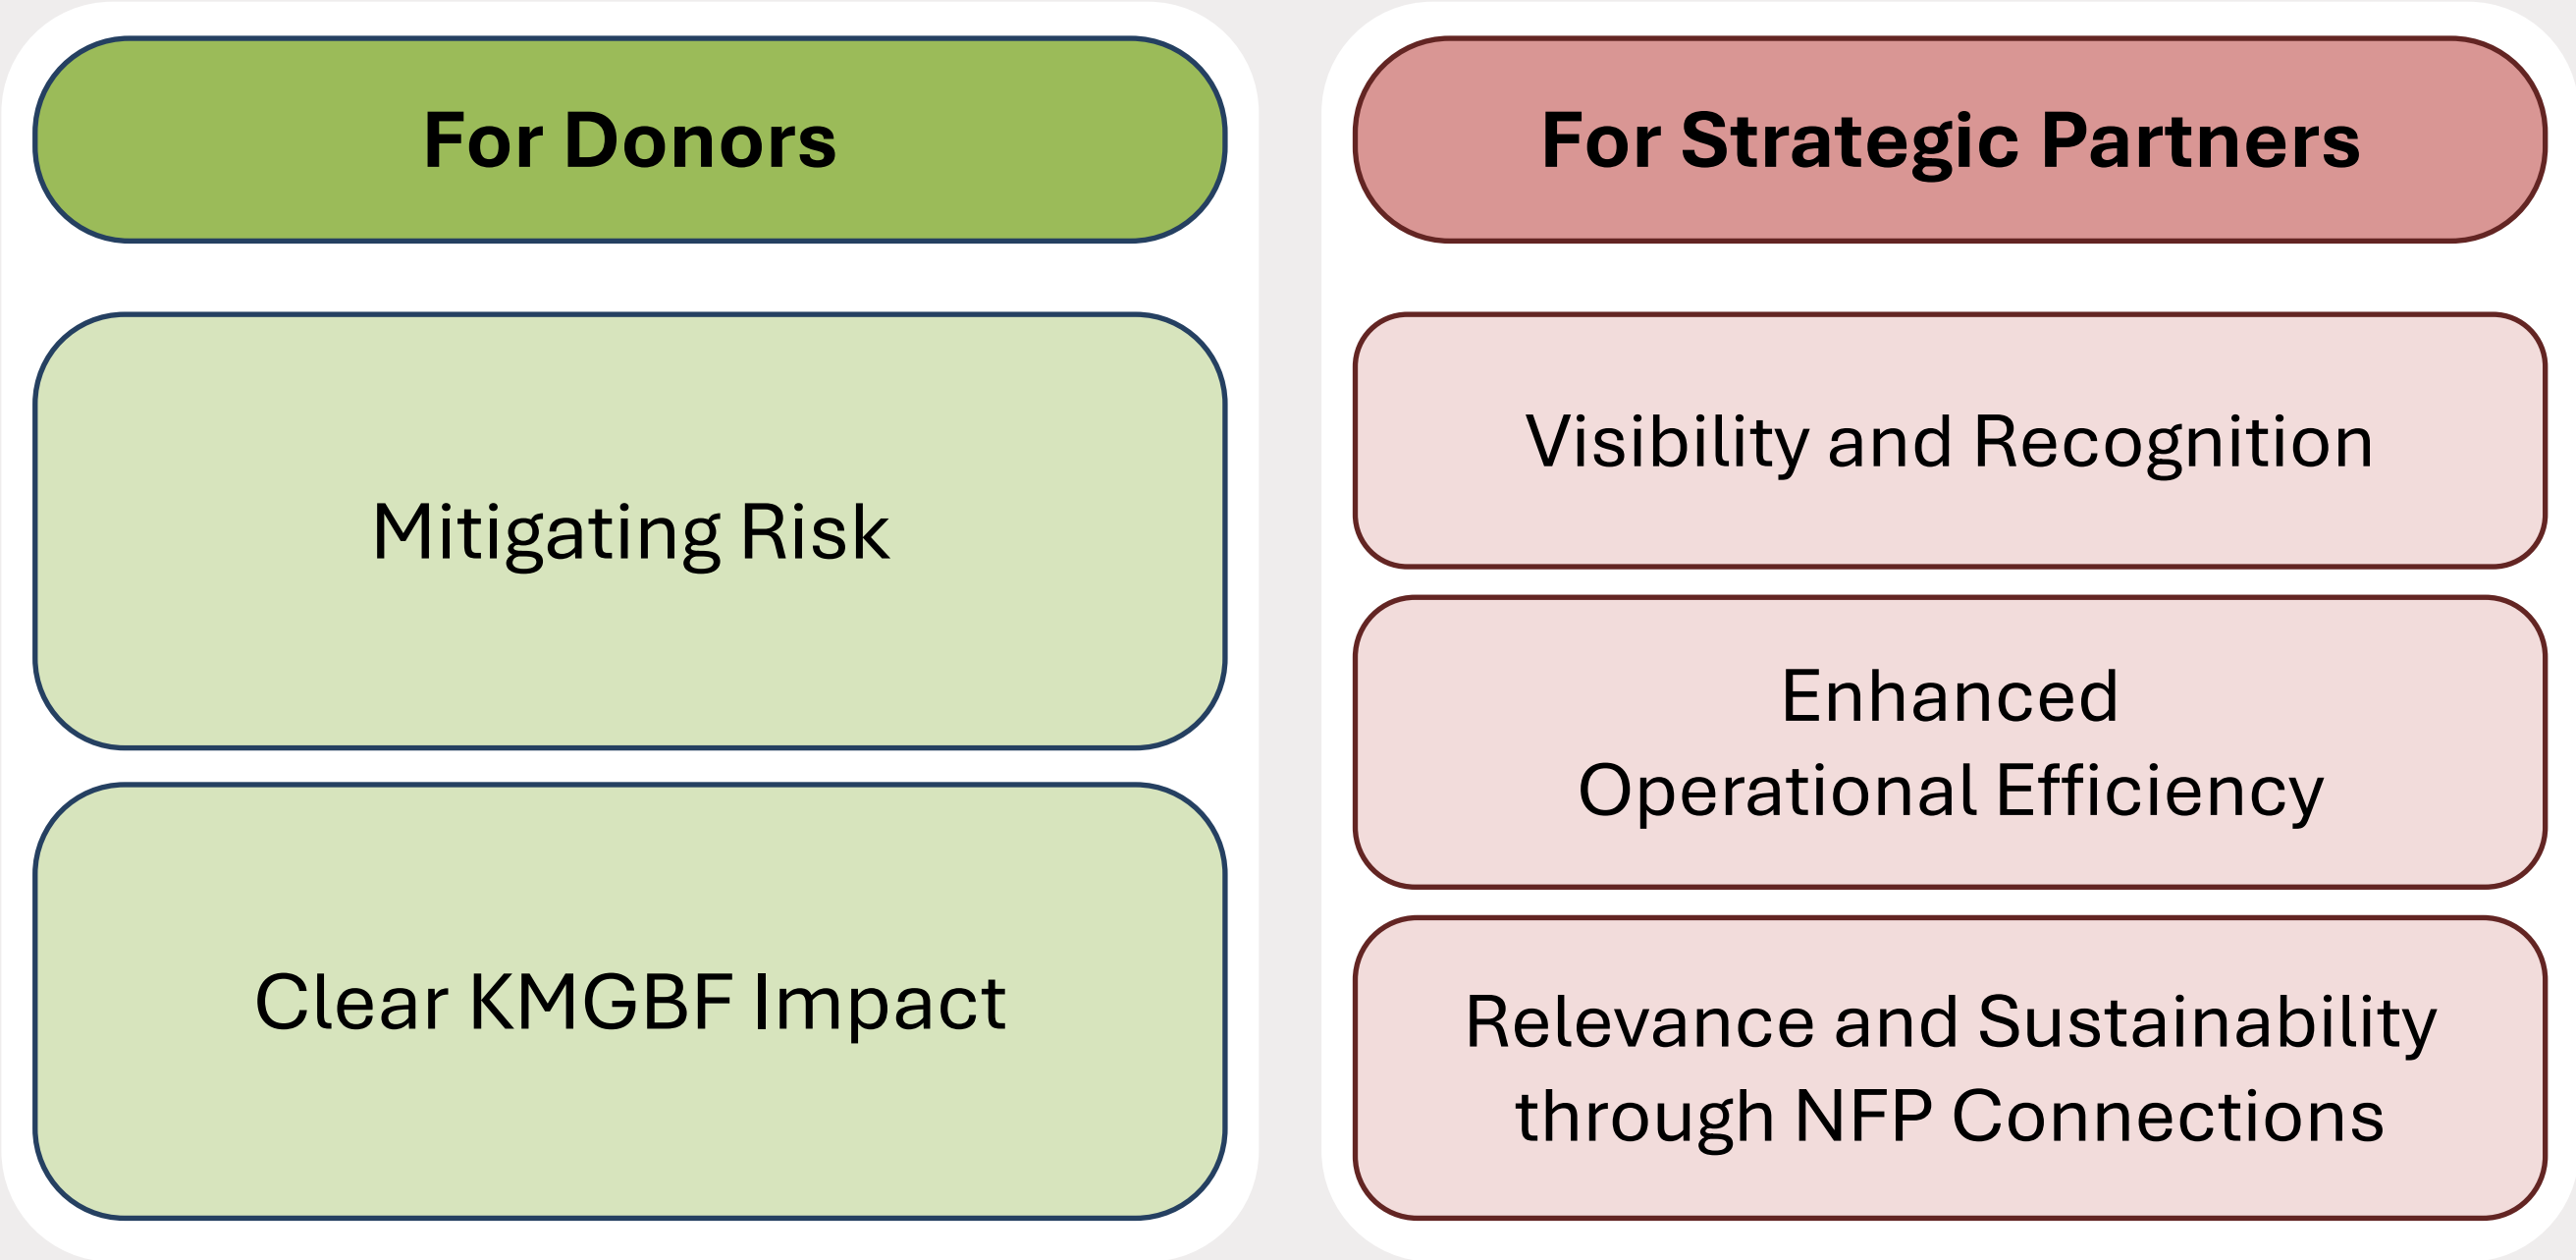 For Donors
Mitigating Risk
Clear KMGBF Impact
For Strategic Partners
Visibility and Recognition
Enhanced
Operational Efficiency
Relevance and Sustainability
through NFP Connections